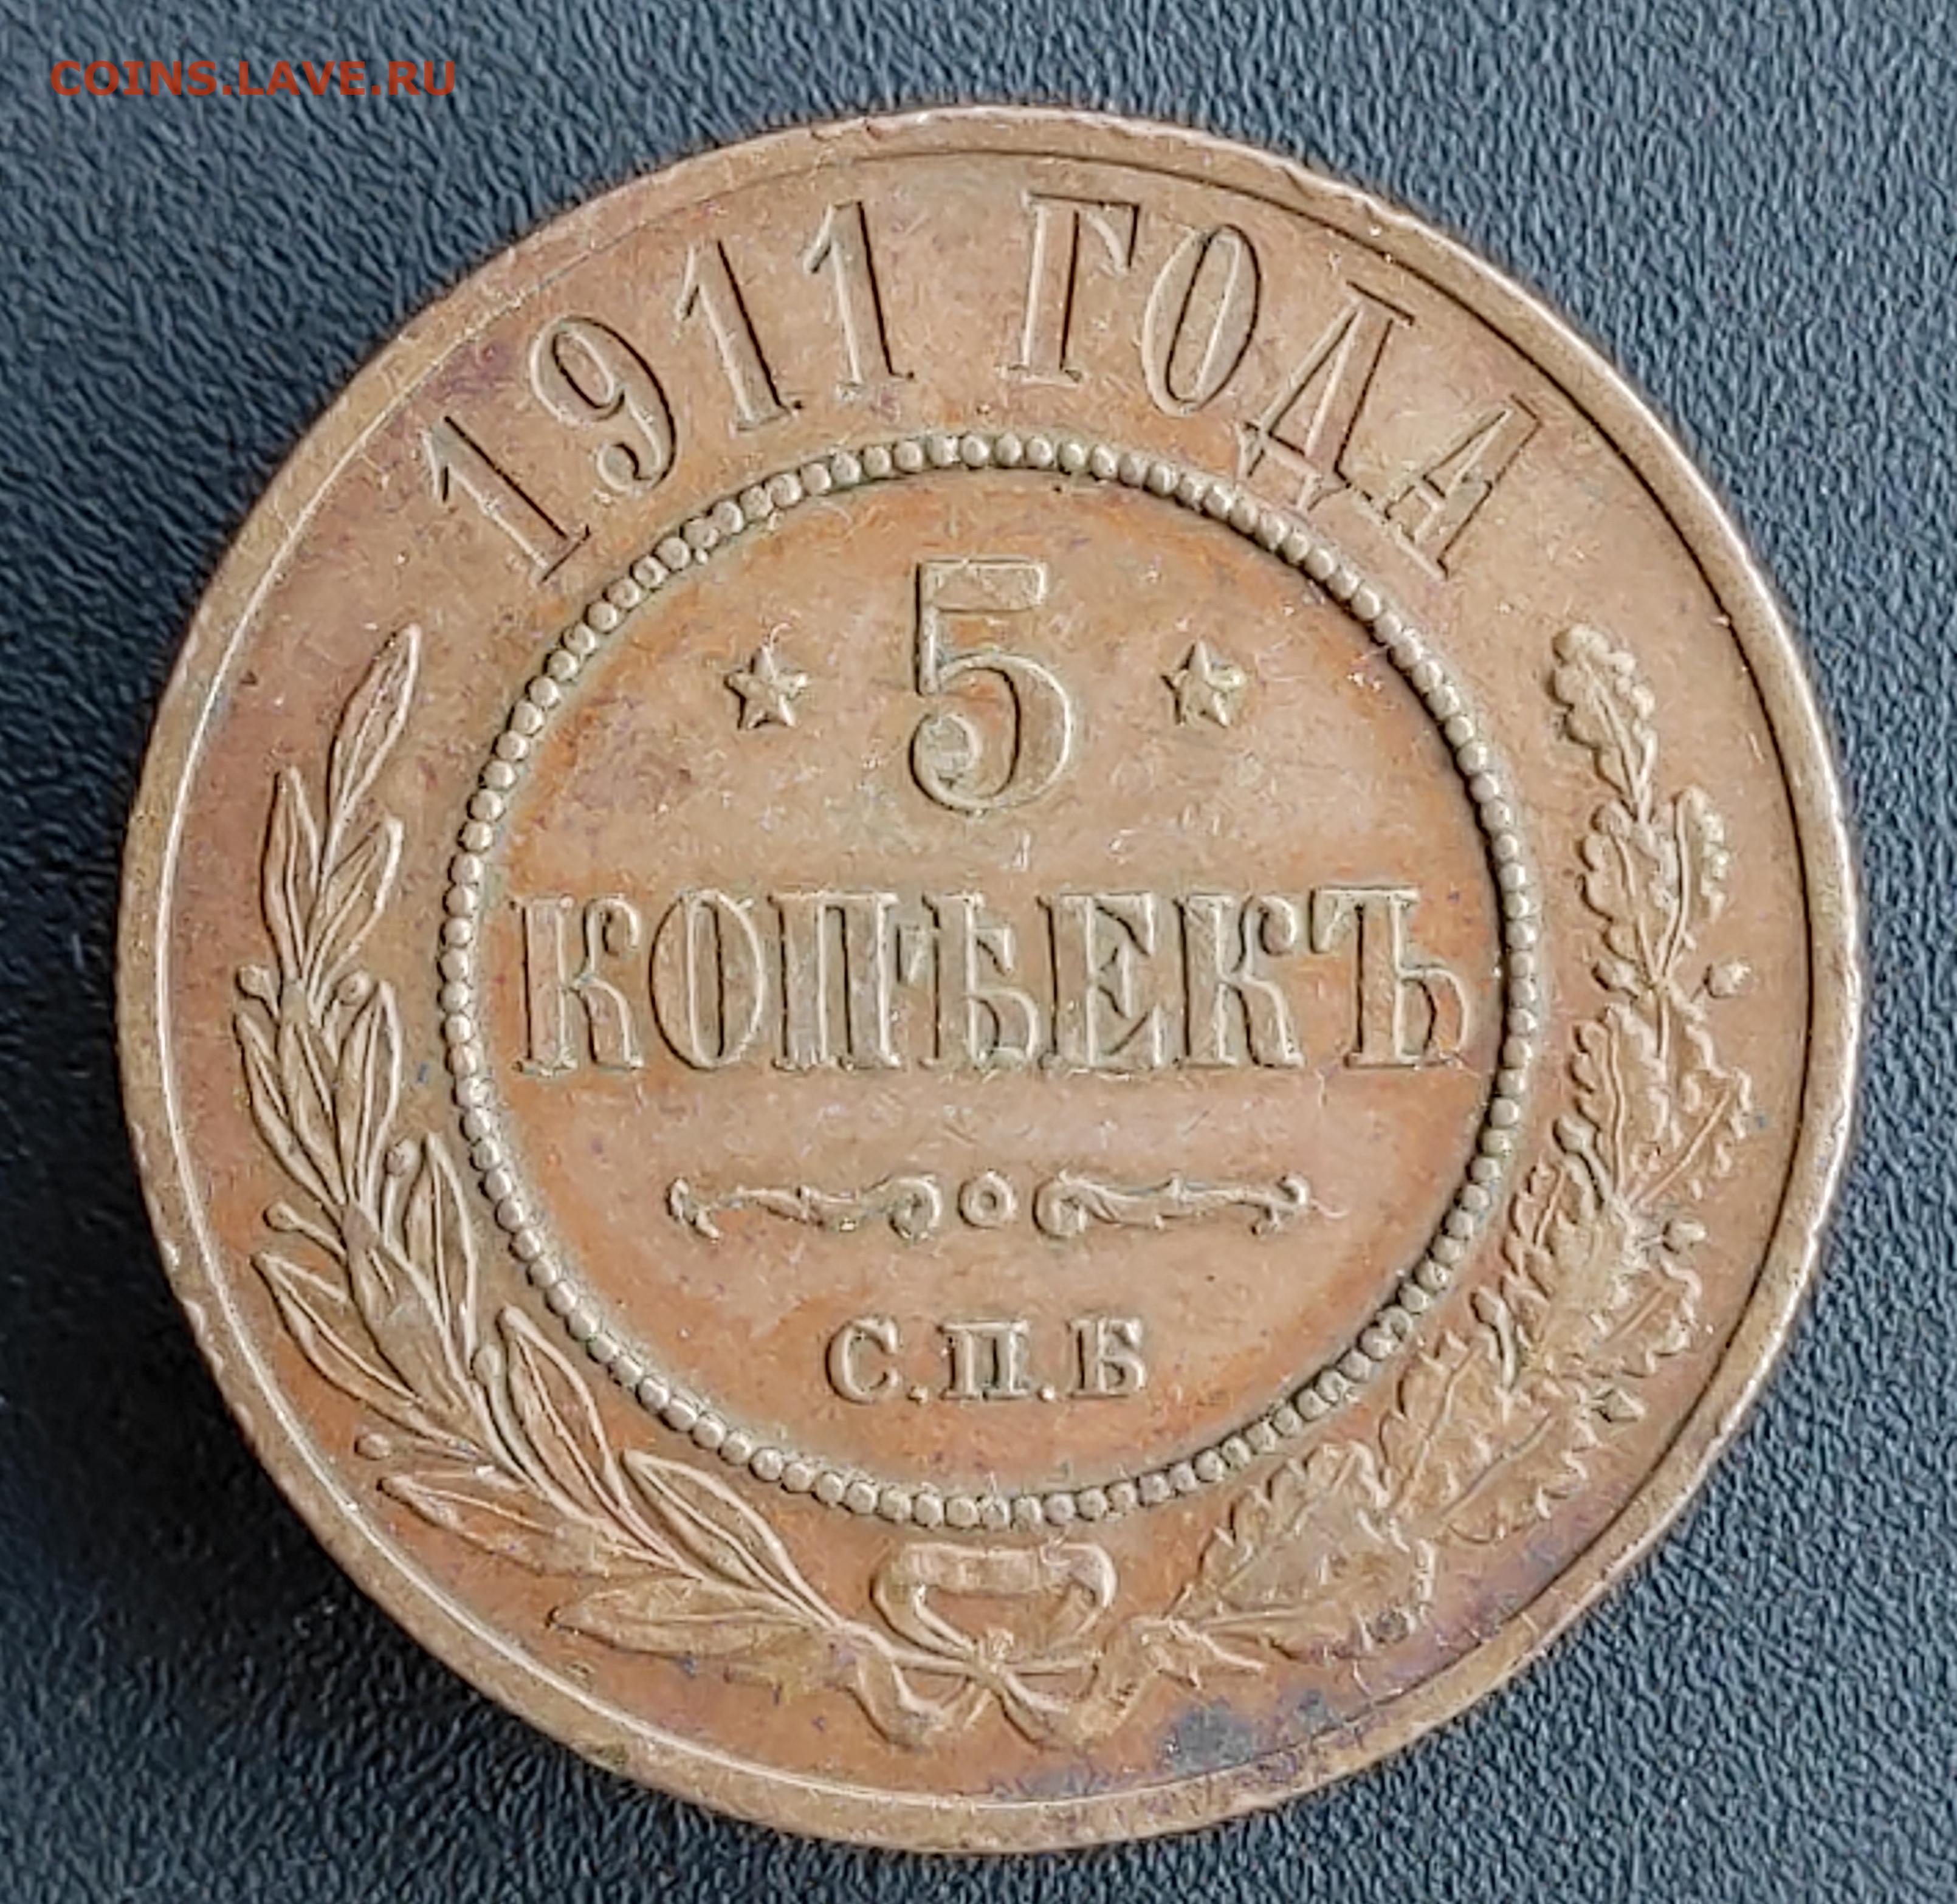 COINS.LAVE.RU
1911 ГОДА
5
КОПѢЕКЪ
С.П.Б